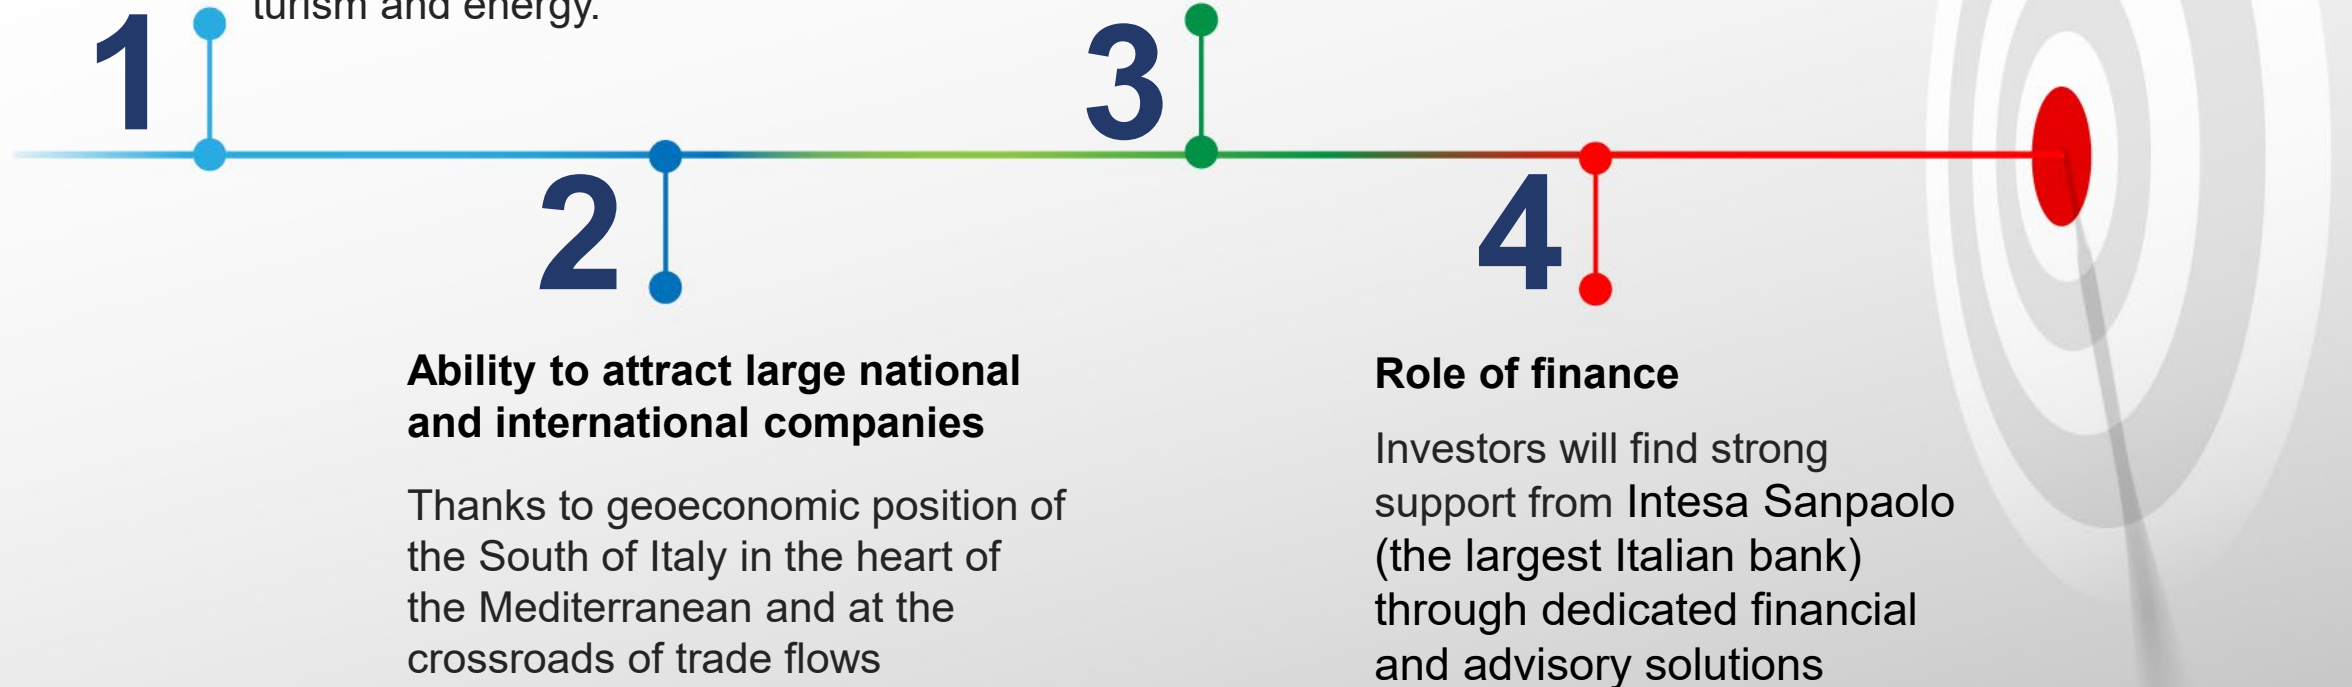 turism and energy.
1
3
2
4
Ability to attract large national
and international companies
Thanks to geoeconomic position of
the South of Italy in the heart of
the Mediterranean and at the
crossroads of trade flows
Role of finance
Investors will find strong
support from Intesa Sanpaolo
(the largest Italian bank)
through dedicated financial
and advisory solutions